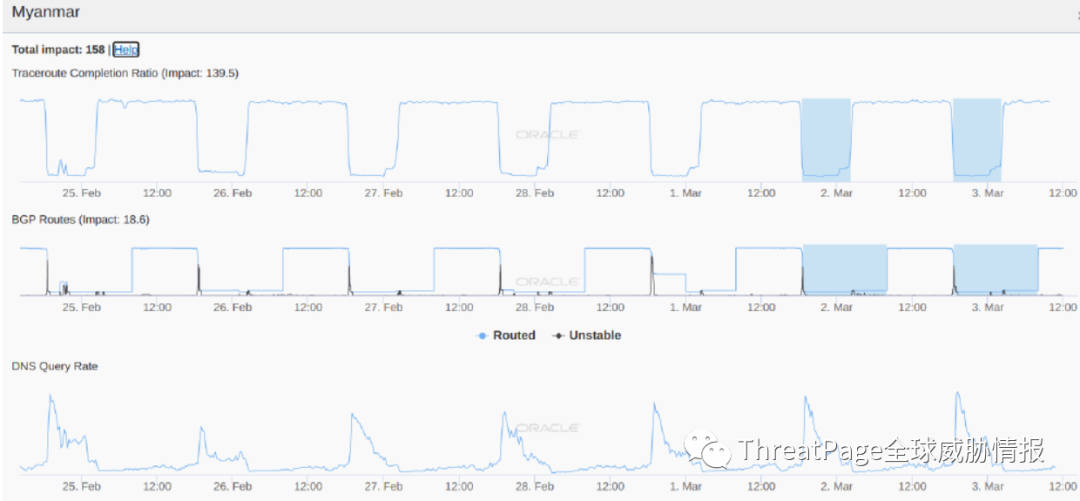 Myanmar
Total impact: 158 | Help
Traceroute Completion Ratio (Impact: 139.5)
ORACLE
25. Feb 12:00 26. Feb 12:00 27. Feb 12:00 28. Feb 12:00 1. Mar 12:00 2. Mar 12:00 3. Mar 12:00
BGP Routes (Impact: 18.6)
ORACLE
25. Feb 12:00 26. Feb 12:00 27. Feb 12:00 28. Feb 12:00 1. Mar 12:00 2. Mar 12:00 3. Mar 12:00
Routed Unstable
DNS Query Rate
ORACLE
ThreatPage全球威胁情报
25. Feb 12:00 26. Feb 12:00 27. Feb 12:00 28. Feb 12:00 1. Mar 12:00 2. Mar 12:00 3. Mar 12:00